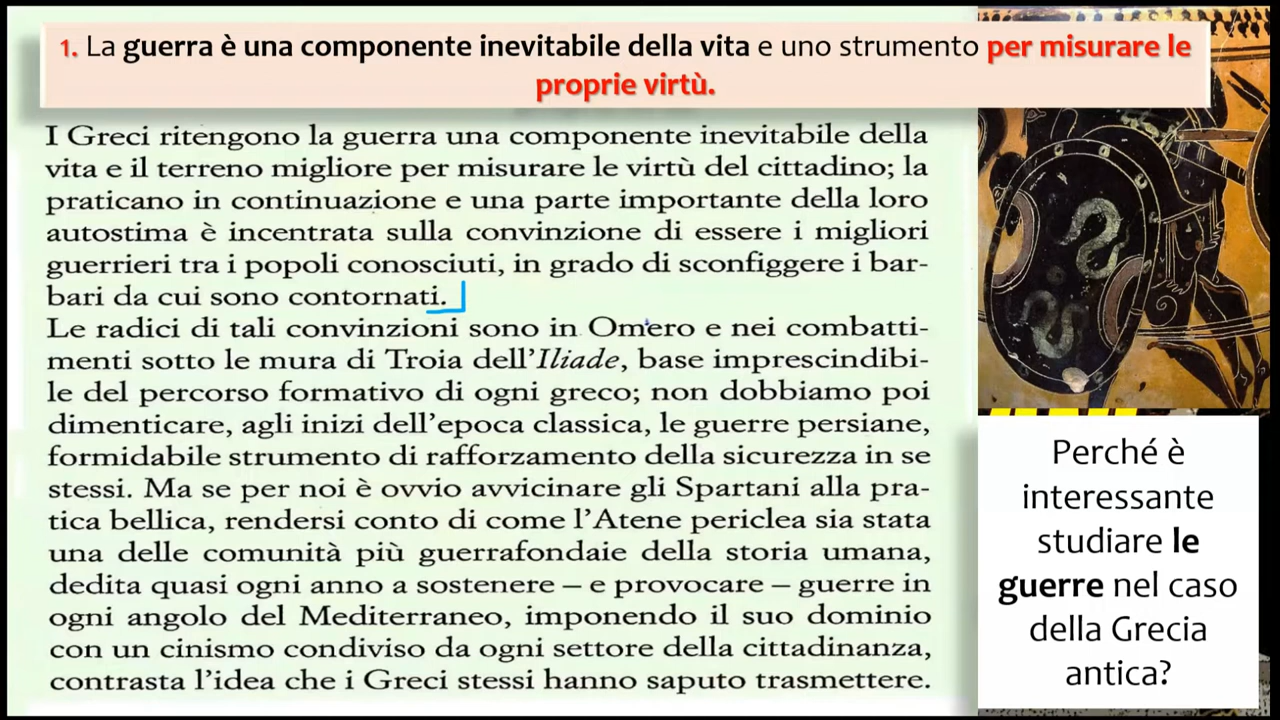 1. La guerra è una componente inevitabile della vita e uno strumento per misurare le
proprie virtù.
I Greci ritengono la guerra una componente inevitabile della
vita e il terreno migliore per misurare le virtù del cittadino; la
praticano in continuazione e una parte importante della loro
autostima è incentrata sulla convinzione di essere i migliori
guerrieri tra i popoli conosciuti, in grado di sconfiggere i bar-
bari da cui sono contornati.
Le radici di tali convinzioni sono in Omero e nei combatti-
menti sotto le mura di Troia dell'Iliade, base imprescindibi-
le del percorso formativo di ogni greco; non dobbiamo poi
dimenticare, agli inizi dell'epoca classica, le guerre persiane,
formidabile strumento di rafforzamento della sicurezza in se
stessi. Ma se per noi è ovvio avvicinare gli Spartani alla pra-
tica bellica, rendersi conto di come l'Atene periclea sia stata
una delle comunità più guerrafondaie della storia umana,
dedita quasi ogni anno a sostenere – e provocare – guerre in
ogni angolo del Mediterraneo, imponendo il suo dominio
con un cinismo condiviso da ogni settore della cittadinanza,
contrasta l'idea che i Greci stessi hanno saputo trasmettere.
Perché è
interessante
studiare le
guerre nel caso
della Grecia
antica?